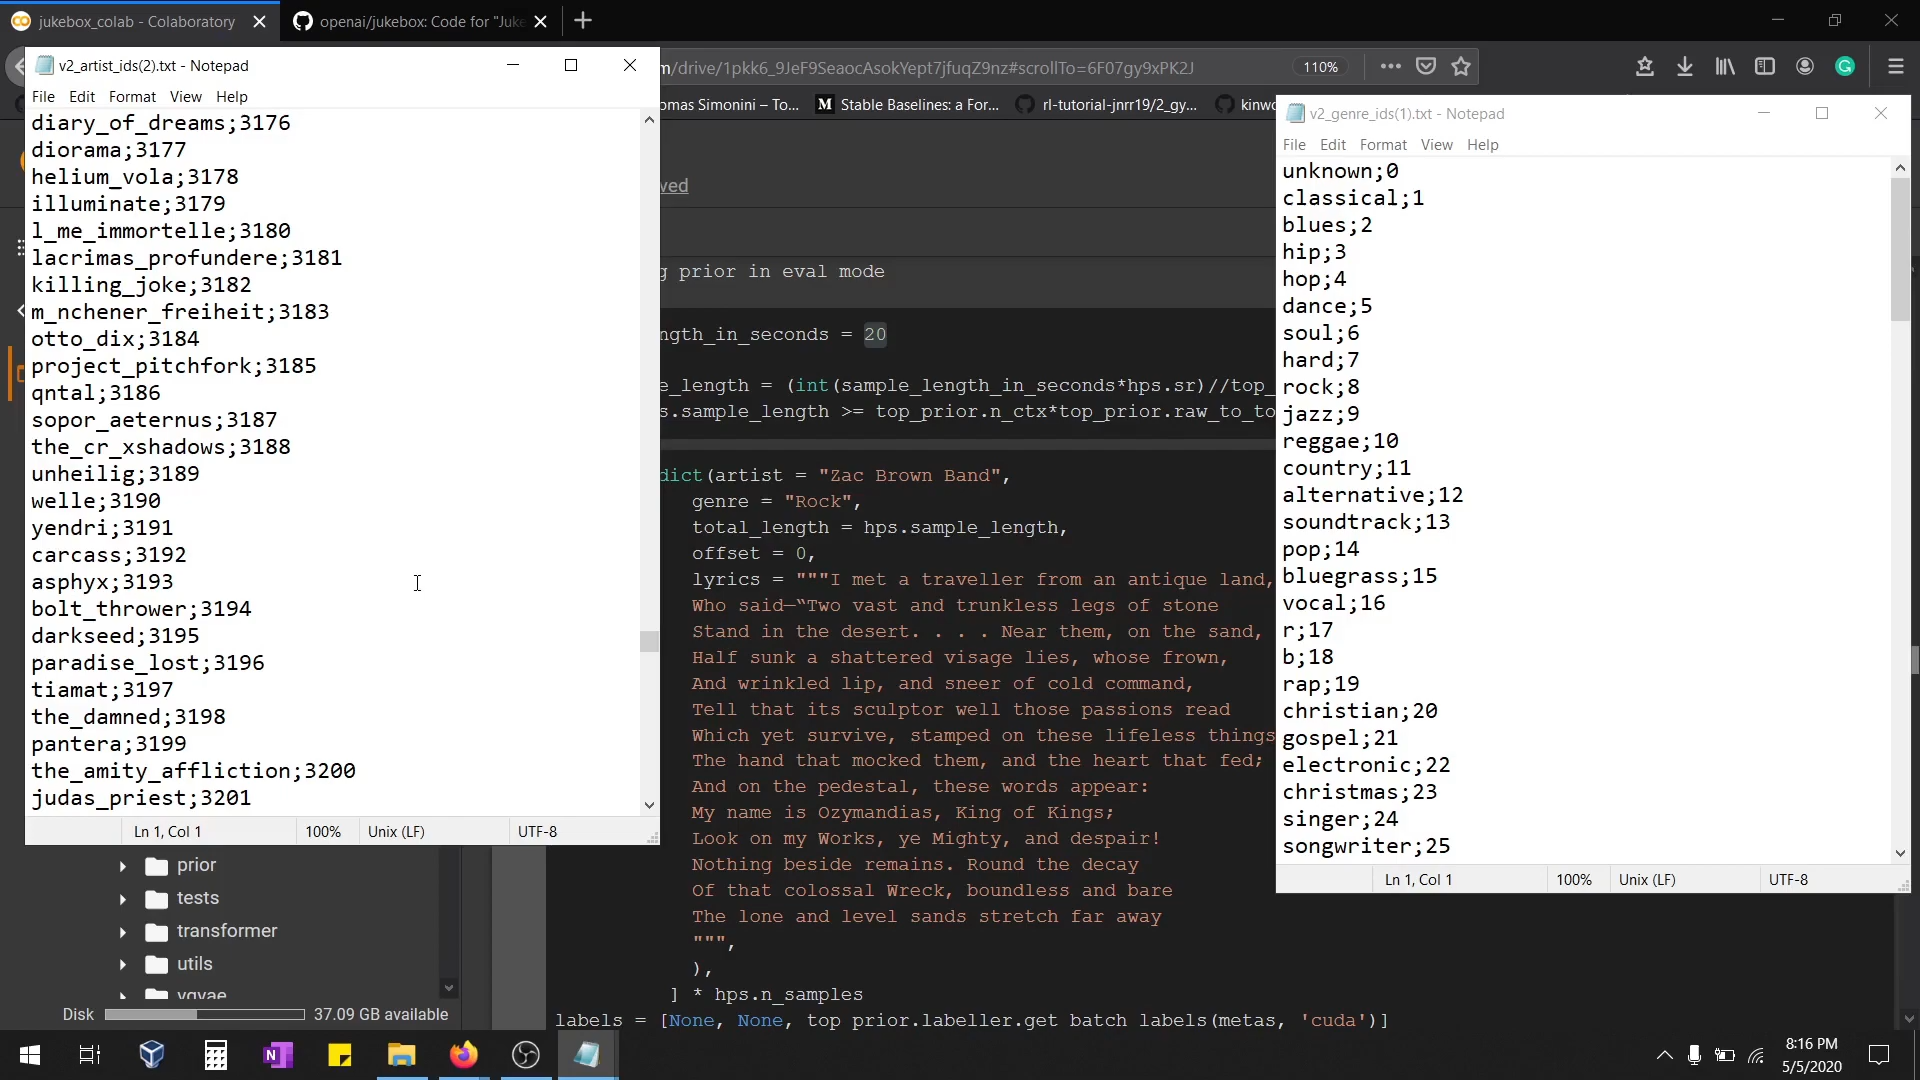 jukebox_colab - Colaboratory
openai/jukebox: Code for "Juke
v2_artist_ids(2).txt - Notepad
File Edit Format View Help
diary_of_dreams;3176
diorama;3177
helium_vola;3178
illuminate;3179
l_me_immortelle;3180
lacrimas_profundere;3181
killing_joke;3182
m_nchener_freiheit;3183
otto_dix;3184
project_pitchfork;3185
qntal;3186
sopor_aeternus;3187
the_cr_xshadows;3188
unheilig;3189
welle;3190
yendri;3191
carcass;3192
asphyx;3193
bolt_thrower;3194
darkseed;3195
paradise_lost;3196
tiamat;3197
the_damned;3198
pantera;3199
the_amity_affliction;3200
judas_priest;3201
Ln 1, Col 1 100% Unix (LF) UTF-8
prior
tests
transformer
utils
vqvae
Disk 37.09 GB available
m/drive/1pkk6_9JeF9SeaocAsokYept7jfuqZ9nz#scrollTo=6F07gy9xPK2J
110%
omas Simonini – To...
M Stable Baselines: a For...
rl-tutorial-jnrr19/2_gy...
kinwo
wed
g prior in eval mode
ngth_in_seconds = 20
e_length = (int(sample_length_in_seconds*hps.sr)//top_
s.sample_length >= top_prior.n_ctx*top_prior.raw_to_to
dict(artist = "Zac Brown Band",
genre = "Rock",
total_length = hps.sample_length,
offset = 0,
lyrics = """I met a traveller from an antique land,
Who said—“Two vast and trunkless legs of stone
Stand in the desert. . . . Near them, on the sand,
Half sunk a shattered visage lies, whose frown,
And wrinkled lip, and sneer of cold command,
Tell that its sculptor well those passions read
Which yet survive, stamped on these lifeless things
The hand that mocked them, and the heart that fed;
And on the pedestal, these words appear:
My name is Ozymandias, King of Kings;
Look on my Works, ye Mighty, and despair!
Nothing beside remains. Round the decay
Of that colossal Wreck, boundless and bare
The lone and level sands stretch far away
""",
),
] * hps.n_samples
labels = [None, None, top_prior.labeller.get_batch_labels(metas, 'cuda')]
v2_genre_ids(1).txt - Notepad
File Edit Format View Help
unknown;0
classical;1
blues;2
hip;3
hop;4
dance;5
soul;6
hard;7
rock;8
jazz;9
reggae;10
country;11
alternative;12
soundtrack;13
pop;14
bluegrass;15
vocal;16
r;17
b;18
rap;19
christian;20
gospel;21
electronic;22
christmas;23
singer;24
songwriter;25
Ln 1, Col 1 100% Unix (LF) UTF-8
8:16 PM
5/5/2020